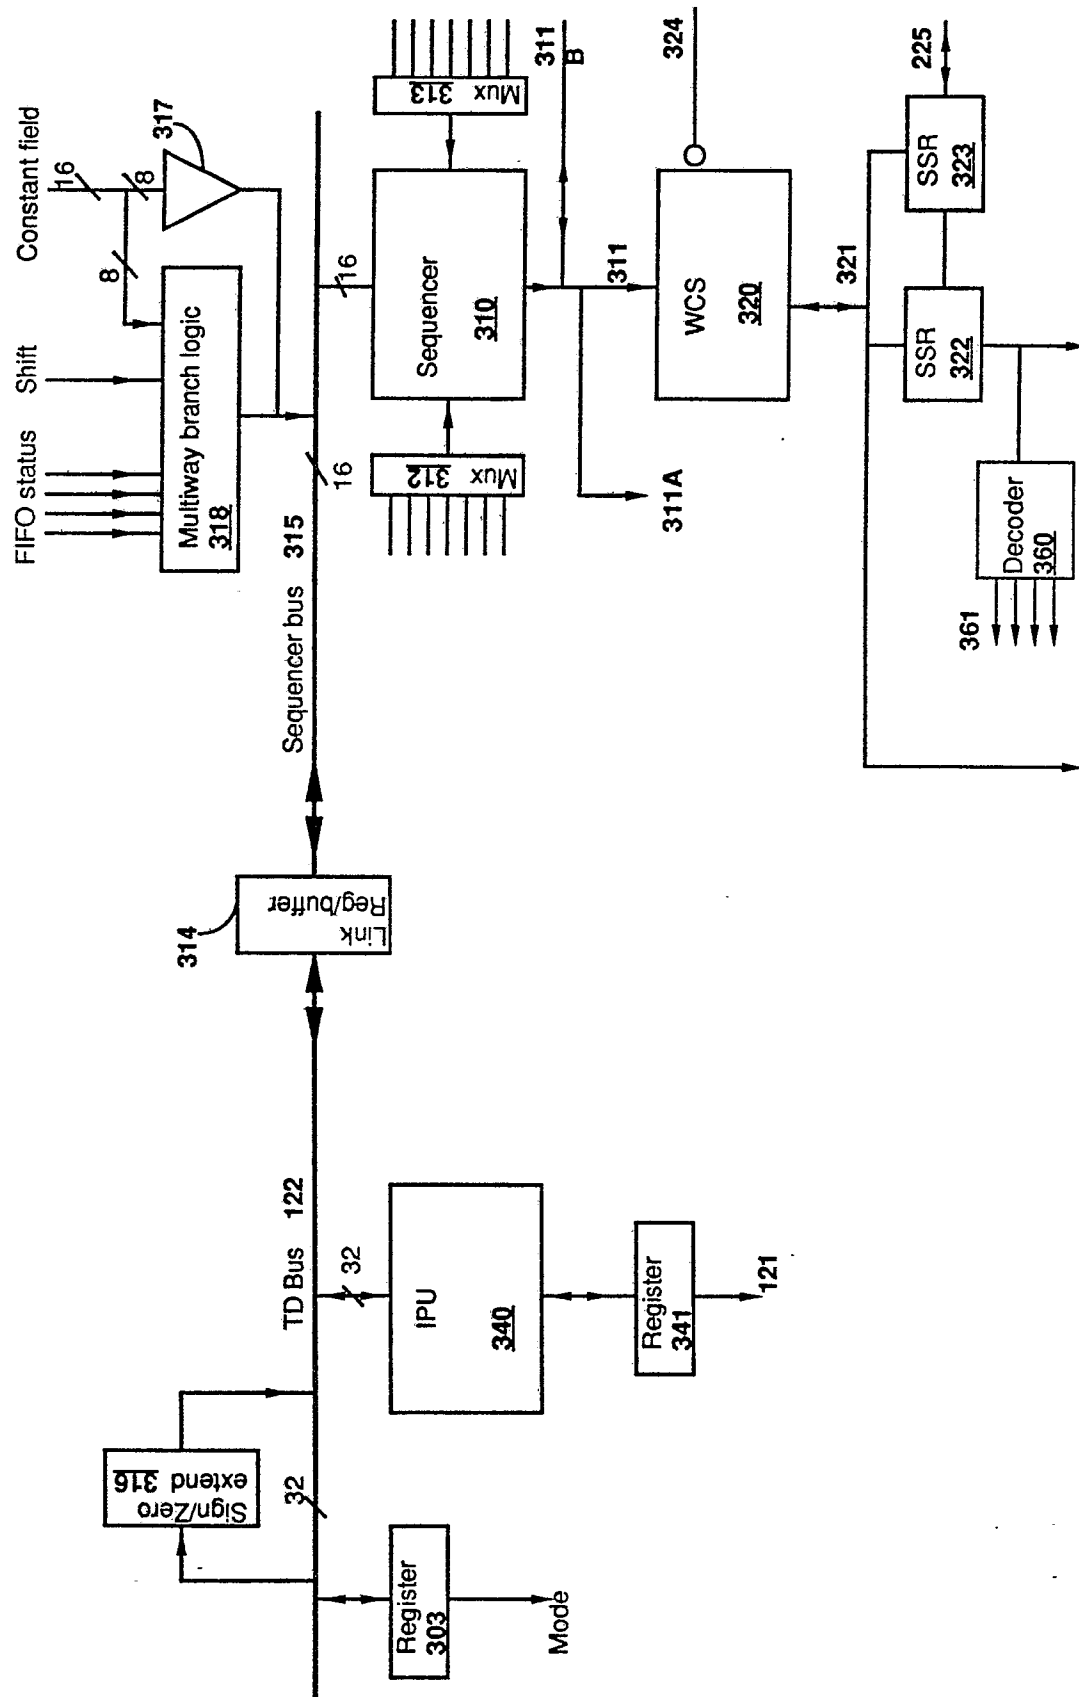 FIFO status
Shift
Constant field
16
8
8
317
Multiway branch logic
318
Sequencer bus 315
16
16
Mux 312
Sequencer
310
Mux 313
311
B
311
311A
WCS
320
324
321
SSR
322
SSR
323
225
Decoder
360
361
314
Link
Reg/buffer
TD Bus 122
32
32
Sign/Zero
extend 316
IPU
340
Register
341
121
Register
303
Mode